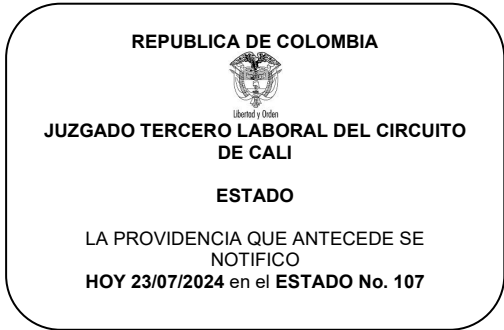 REPUBLICA DE COLOMBIA
Libertad y Orden
JUZGADO TERCERO LABORAL DEL CIRCUITO
DE CALI
ESTADO
LA PROVIDENCIA QUE ANTECEDE SE
NOTIFICO
HOY 23/07/2024 en el ESTADO No. 107